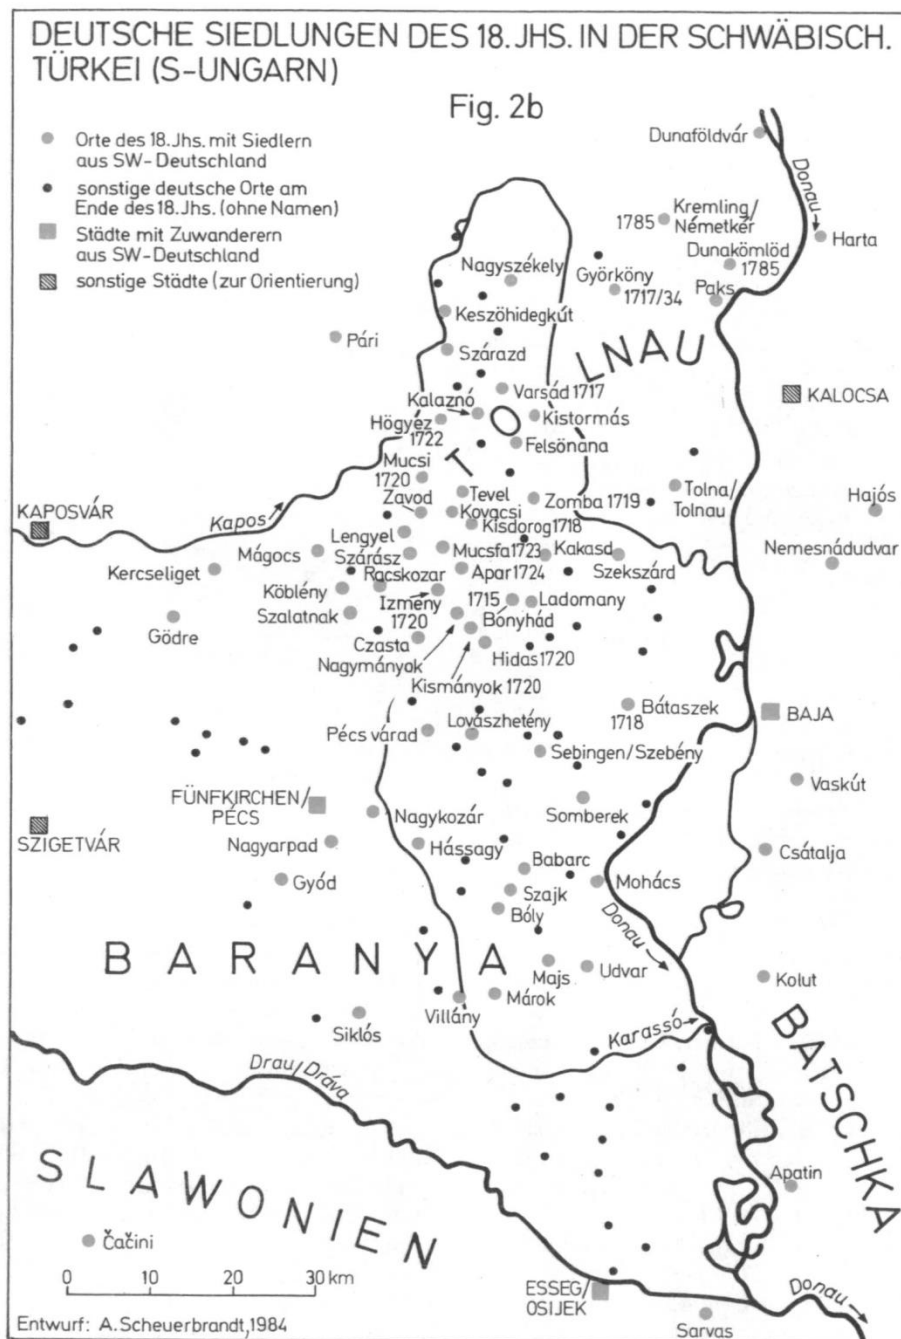 DEUTSCHE SIEDLUNGEN DES 18. JHS. IN DER SCHWÄBISCH.
TÜRKEI (S-UNGARN)
Fig. 2b
Orte des 18. Jhs. mit Siedlern
aus SW-Deutschland
sonstige deutsche Orte am
Ende des 18. Jhs. (ohne Namen)
Städte mit Zuwanderern
aus SW-Deutschland
sonstige Städte (zur Orientierung)
Dunaföldvár
Donau
Kremling/
1785 Németkér
Harta
Dunakömlöd
1785
Nagyszékely
Györköny
1717/34
Paks
Keszöhidegkút
Pári
Szárazd
LNAU
Varsád 1717
KALOCSA
Kalaznó
Kistormás
Högyez
1722
Felsönana
Mucsi
1720
Tevel
Tolna/
Tolnau
Zavod
Zomba 1719
Hajós
KAPOSVÁR
Kapos
Kovacsi
Kisdorog 1718
Lengyel
Mágocs
Szárász
Mucsfa 1723
Kakasd
Nemesnádudvar
Kercseliget
Racskozar
Apar 1724
Szekszárd
Köblény
Izmeny
1720
1715
Ladomany
Szalatnak
Bónyhád
Gödre
Czasta
Nagymányok
Hidas 1720
Kismányok 1720
Bátaszek
1718
BAJA
Pécs várad
Lovászhetény
Sebingen/Szebény
Vaskút
FÜNFKIRCHEN/
PÉCS
Nagykozár
Somberek
SZIGETVÁR
Nagyarpad
Hássagy
Csátalja
Babarc
Gyód
Szajk
Mohács
Bóly
Donau
BARANYA
Majs
Udvar
Kolut
Márok
Villány
Siklós
Karassó
BATSCHKA
Drau/Dráva
SLAWONIEN
Apatin
Čačini
0 10 20 30 km
ESSEG/
OSIJEK
Donau
Sarvas
Entwurf: A. Scheuerbrandt, 1984